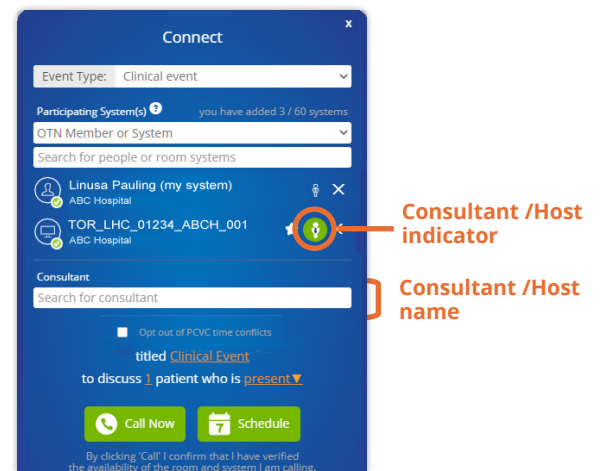 x
Connect
Event Type: Clinical event
Participating System(s) ? you have added 3 / 60 systems
OTN Member or System
Search for people or room systems
Linusa Pauling (my system)
ABC Hospital
TOR_LHC_01234_ABCH_001
ABC Hospital
Consultant /Host
indicator
Consultant
Search for consultant
Consultant /Host
name
Opt out of PCVC time conflicts
titled Clinical Event
to discuss 1 patient who is present▼
Call Now 7 Schedule
By clicking 'Call' I confirm that I have verified
the availability of the room and system I am calling.